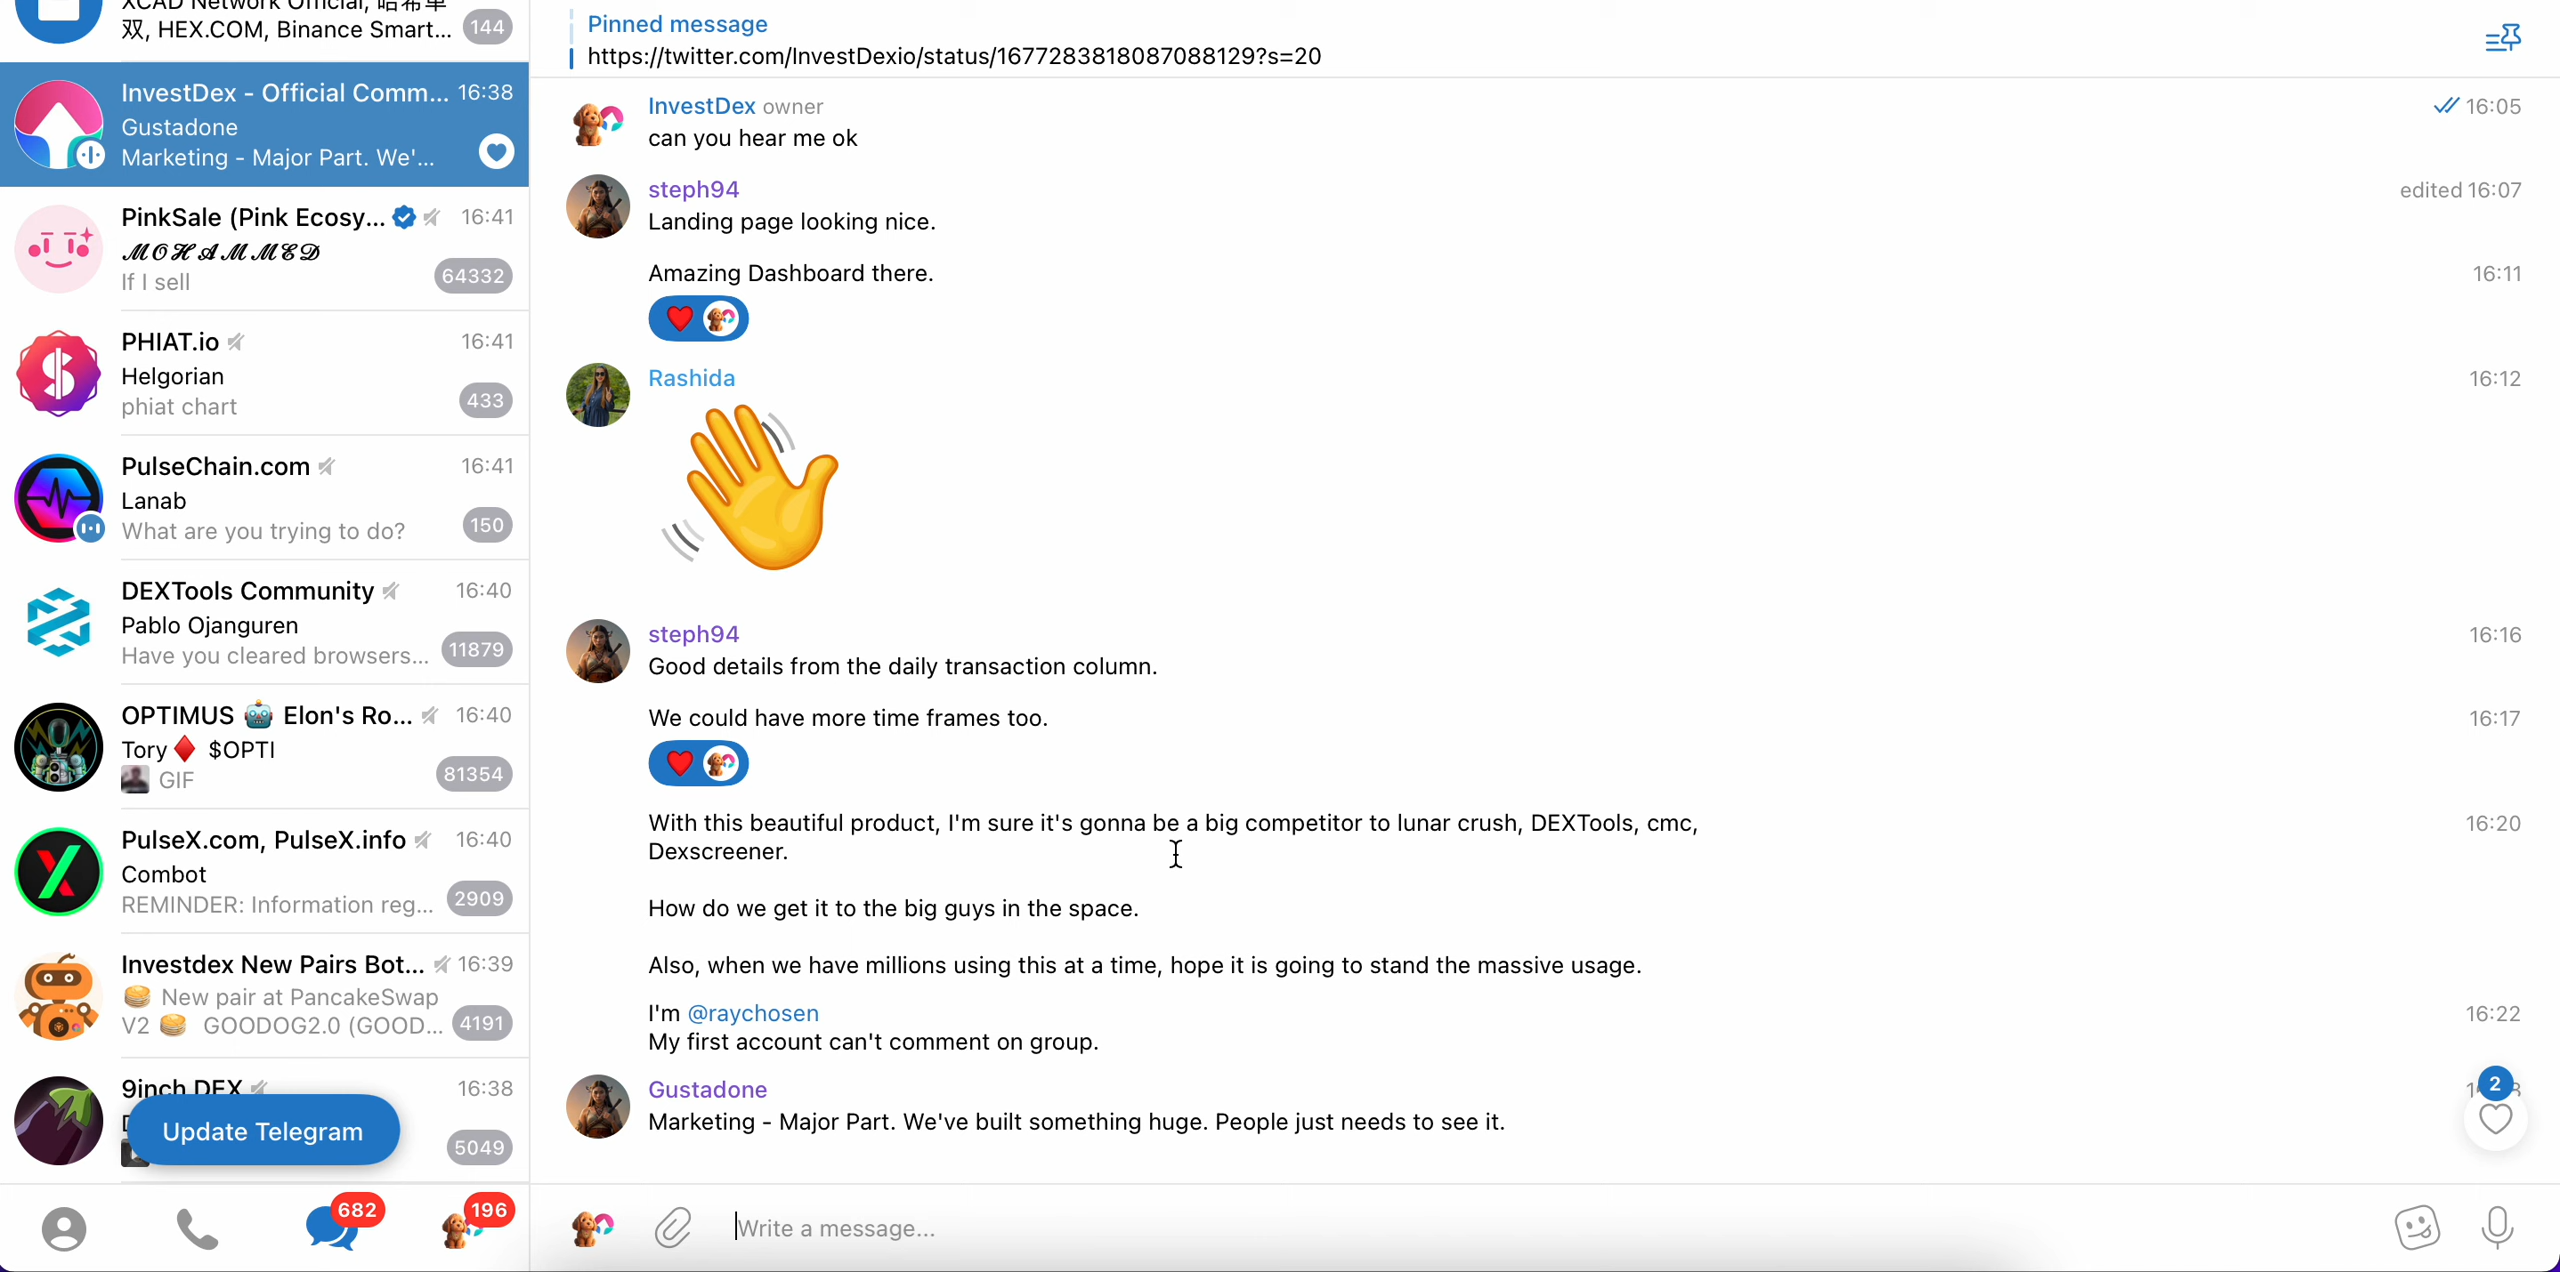 双, HEX.COM, Binance Smart... 144
InvestDex - Official Comm... 16:38
Gustadone
Marketing - Major Part. We'...
PinkSale (Pink Ecosy... 16:41
𝓜𝓞𝓗𝓐𝓜𝓜𝓔𝓓
If I sell 64332
PHIAT.io 16:41
Helgorian
phiat chart 433
PulseChain.com 16:41
Lanab
What are you trying to do? 150
DEXTools Community 16:40
Pablo Ojanguren
Have you cleared browsers... 11879
OPTIMUS 🤖 Elon's Ro... 16:40
Tory♦️ $OPTI
GIF 81354
PulseX.com, PulseX.info 16:40
Combot
REMINDER: Information reg... 2909
Investdex New Pairs Bot... 16:39
🥞 New pair at PancakeSwap
V2 🥞 GOODOG2.0 (GOOD... 4191
9inch DEX 16:38
5049
Update Telegram
682
196
Pinned message
https://twitter.com/InvestDexio/status/1677283818087088129?s=20
InvestDex owner 16:05
can you hear me ok
steph94 edited 16:07
Landing page looking nice.
Amazing Dashboard there. 16:11
Rashida 16:12
steph94 16:16
Good details from the daily transaction column.
We could have more time frames too. 16:17
With this beautiful product, I'm sure it's gonna be a big competitor to lunar crush, DEXTools, cmc, 16:20
Dexscreener.
How do we get it to the big guys in the space.
Also, when we have millions using this at a time, hope it is going to stand the massive usage.
I'm @raychosen 16:22
My first account can't comment on group.
Gustadone
Marketing - Major Part. We've built something huge. People just needs to see it.
2
Write a message...